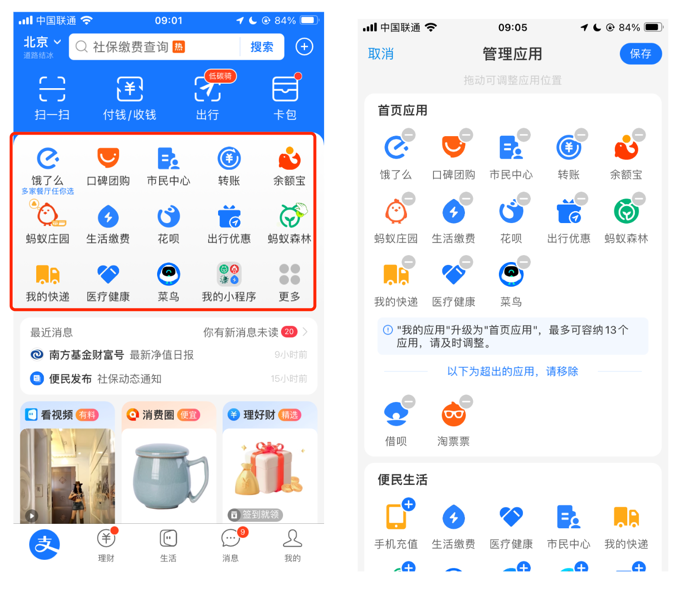 中国联通 09:01 84%
北京
道路结冰
社保缴费查询 热 搜索
低碳骑
扫一扫 付钱/收钱 出行 卡包
饿了么 口碑团购 市民中心 转账 余额宝
多家餐厅任你选
蚂蚁庄园 生活缴费 花呗 出行优惠 蚂蚁森林
我的快递 医疗健康 菜鸟 我的小程序 更多
最近消息 你有新消息未读 20
南方基金财富号 最新净值日报 9小时前
便民发布 社保动态通知 15小时前
看视频 有料 消费圈 便宜 理好财 精选
签到就领
支 9
理财 生活 消息 我的
中国联通 09:05 84%
取消 管理应用 保存
拖动可调整应用位置
首页应用
饿了么 口碑团购 市民中心 转账 余额宝
蚂蚁庄园 生活缴费 花呗 出行优惠 蚂蚁森林
我的快递 医疗健康 菜鸟
"我的应用"升级为"首页应用"，最多可容纳13个
应用，请及时调整。
以下为超出的应用，请移除
借呗 淘票票
便民生活
手机充值 生活缴费 医疗健康 市民中心 我的快递